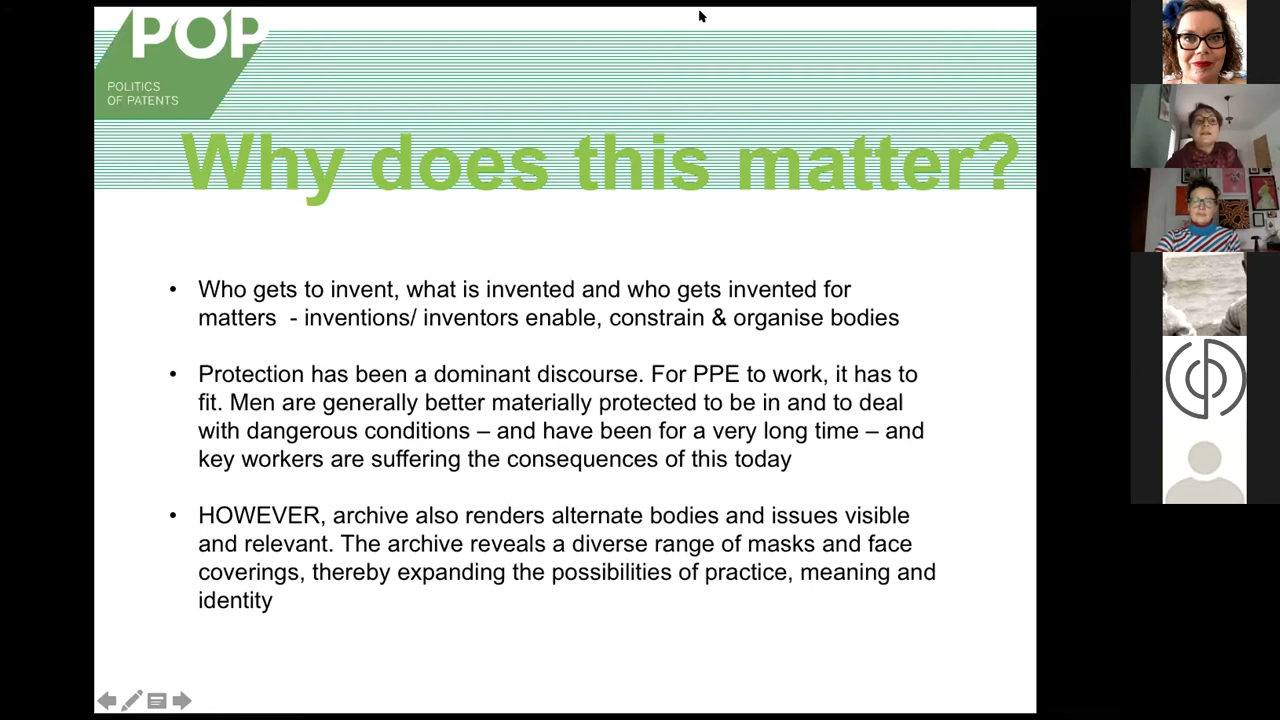 POP
POLITICS
OF PATENTS
Why does this matter?
• Who gets to invent, what is invented and who gets invented for
matters - inventions/ inventors enable, constrain & organise bodies
• Protection has been a dominant discourse. For PPE to work, it has to
fit. Men are generally better materially protected to be in and to deal
with dangerous conditions – and have been for a very long time – and
key workers are suffering the consequences of this today
• HOWEVER, archive also renders alternate bodies and issues visible
and relevant. The archive reveals a diverse range of masks and face
coverings, thereby expanding the possibilities of practice, meaning and
identity